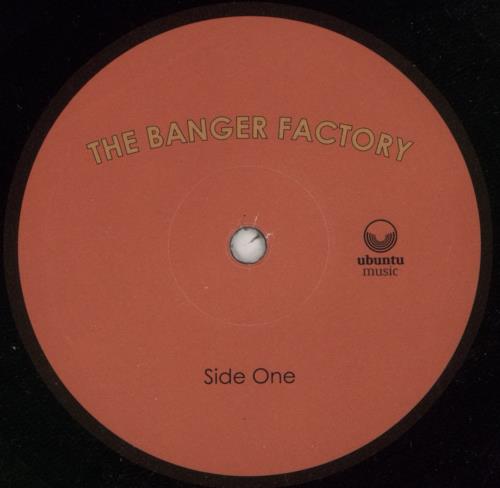 THE BANGER FACTORY
ubuntu
music
Side One